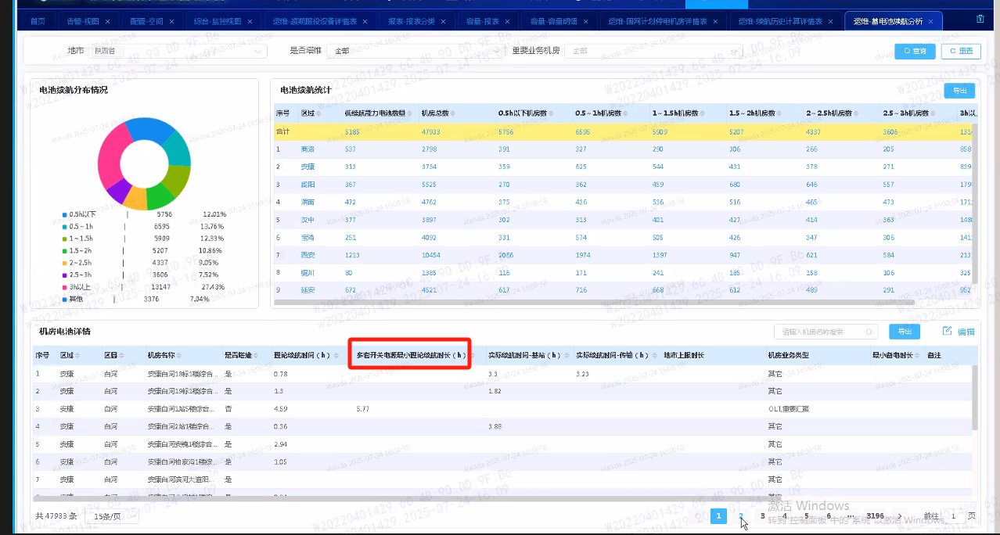 首页 告警-视图 × 配置-空间 × 综合-监控视图 × 运维-超期服役设备详情表 × 报表-报表分类 × 容量-报表 × 容量-容量明细 × 运维-国网计划停电机房详情表 × 运维-续航历史计算详情表 × 运维-蓄电池续航分析 ×
地市 陕西省 是否塔维 全部 重要业务机房 全部 查询 重置
电池续航分布情况
0.5h以下 | 5756 12.01%
0.5~1h | 6595 13.76%
1~1.5h | 5909 12.33%
1.5~2h | 5207 10.86%
2~2.5h | 4337 9.05%
2.5~3h | 3606 7.52%
3h以上 | 13147 27.43%
其他 | 3376 7.04%
电池续航统计 导出
序号 区域 低续航能力电池数量 机房总数 0.5h以下机房数 0.5~1h机房数 1~1.5h机房数 1.5~2h机房数 2~2.5h机房数 2.5~3h机房数 3h以
合计 5185 47933 5756 6595 5909 5207 4337 3606 1314
1 商洛 537 2798 391 327 290 306 266 205 858
2 安康 313 3734 359 625 544 431 378 271 839
3 咸阳 367 5525 270 362 459 680 646 557 179
4 渭南 472 4762 375 436 536 516 465 473 171
5 汉中 377 3897 302 313 401 427 414 363 148
6 宝鸡 251 4092 331 574 505 426 347 306 141
7 西安 1213 10454 2066 1974 1397 947 621 584 213
8 铜川 80 1385 116 171 241 185 158 106 325
9 延安 672 4521 617 716 668 612 489 291 952
机房电池详情 请输入机房名称搜索 导出 编辑
序号 区域 区县 机房名称 是否塔维 理论续航时间（h） 多套开关电源最小理论续航时长（h） 实际续航时间-基站（h） 实际续航时间-传输（h） 地市上报时长 机房业务类型 最小备电时长 备注
1 安康 白河 安康白河18标1楼综合... 是 0.78 3.3 3.23 其它
2 安康 白河 安康白河19标1楼综合... 是 1.3 1.82 其它
3 安康 白河 安康白河1站5楼综合... 否 4.59 5.77 OLT,重要汇聚
4 安康 白河 安康白河2站1楼综合... 是 0.36 3.88 其它
5 安康 白河 安康白河安槐1楼综合... 是 2.94 其它
6 安康 白河 安康白河柏家沟1楼综... 是 1.05 其它
7 安康 白河 安康白河滨河大道阳... 是 其它
共 47933 条 15条/页 1 2 3 4 5 6 ... 3196 前往 1 页
激活 Windows
转到"控制面板"中的"系统"以激活 Windows。